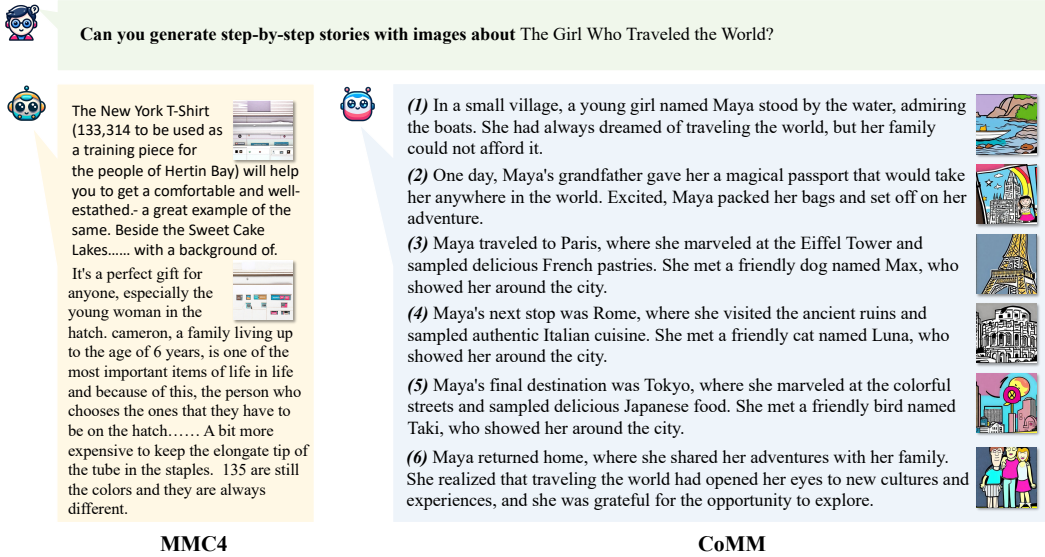 Can you generate step-by-step stories with images about The Girl Who Traveled the World?
The New York T-Shirt
(133,314 to be used as
a training piece for
the people of Hertin Bay) will help
you to get a comfortable and well-
estathed.- a great example of the
same. Beside the Sweet Cake
Lakes...... with a background of.
It's a perfect gift for
anyone, especially the
young woman in the
hatch. cameron, a family living up
to the age of 6 years, is one of the
most important items of life in life
and because of this, the person who
chooses the ones that they have to
be on the hatch…… A bit more
expensive to keep the elongate tip of
the tube in the staples.  135 are still
the colors and they are always
different.
MMC4
(1) In a small village, a young girl named Maya stood by the water, admiring
the boats. She had always dreamed of traveling the world, but her family
could not afford it.
(2) One day, Maya's grandfather gave her a magical passport that would take
her anywhere in the world. Excited, Maya packed her bags and set off on her
adventure.
(3) Maya traveled to Paris, where she marveled at the Eiffel Tower and
sampled delicious French pastries. She met a friendly dog named Max, who
showed her around the city.
(4) Maya's next stop was Rome, where she visited the ancient ruins and
sampled authentic Italian cuisine. She met a friendly cat named Luna, who
showed her around the city.
(5) Maya's final destination was Tokyo, where she marveled at the colorful
streets and sampled delicious Japanese food. She met a friendly bird named
Taki, who showed her around the city.
(6) Maya returned home, where she shared her adventures with her family.
She realized that traveling the world had opened her eyes to new cultures and
experiences, and she was grateful for the opportunity to explore.
CoMM